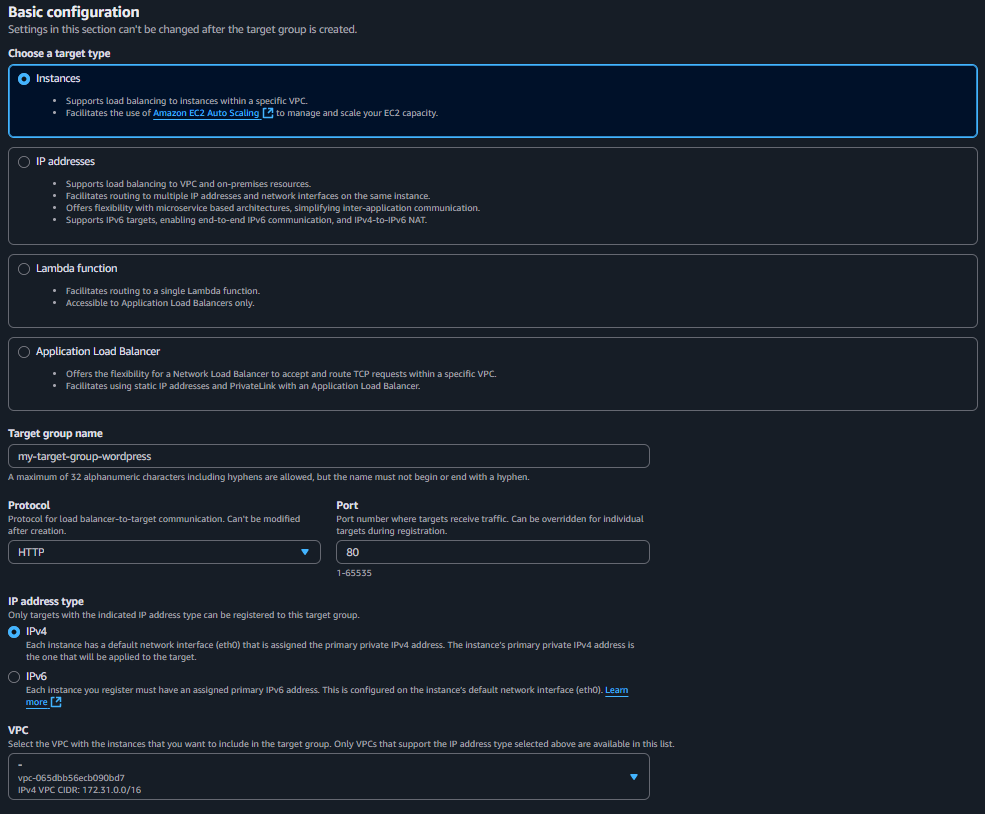 Basic configuration
Settings in this section can't be changed after the target group is created.
Choose a target type
Instances
• Supports load balancing to instances within a specific VPC.
• Facilitates the use of Amazon EC2 Auto Scaling to manage and scale your EC2 capacity.
IP addresses
• Supports load balancing to VPC and on-premises resources.
• Facilitates routing to multiple IP addresses and network interfaces on the same instance.
• Offers flexibility with microservice based architectures, simplifying inter-application communication.
• Supports IPv6 targets, enabling end-to-end IPv6 communication, and IPv4-to-IPv6 NAT.
Lambda function
• Facilitates routing to a single Lambda function.
• Accessible to Application Load Balancers only.
Application Load Balancer
• Offers the flexibility for a Network Load Balancer to accept and route TCP requests within a specific VPC.
• Facilitates using static IP addresses and PrivateLink with an Application Load Balancer.
Target group name
my-target-group-wordpress
A maximum of 32 alphanumeric characters including hyphens are allowed, but the name must not begin or end with a hyphen.
Protocol
Protocol for load balancer-to-target communication. Can't be modified
after creation.
HTTP
Port
Port number where targets receive traffic. Can be overridden for individual
targets during registration.
80
1-65535
IP address type
Only targets with the indicated IP address type can be registered to this target group.
IPv4
Each instance has a default network interface (eth0) that is assigned the primary private IPv4 address. The instance's primary private IPv4 address is
the one that will be applied to the target.
IPv6
Each instance you register must have an assigned primary IPv6 address. This is configured on the instance's default network interface (eth0). Learn
more
VPC
Select the VPC with the instances that you want to include in the target group. Only VPCs that support the IP address type selected above are available in this list.
-
vpc-065dbb56ecb090bd7
IPv4 VPC CIDR: 172.31.0.0/16